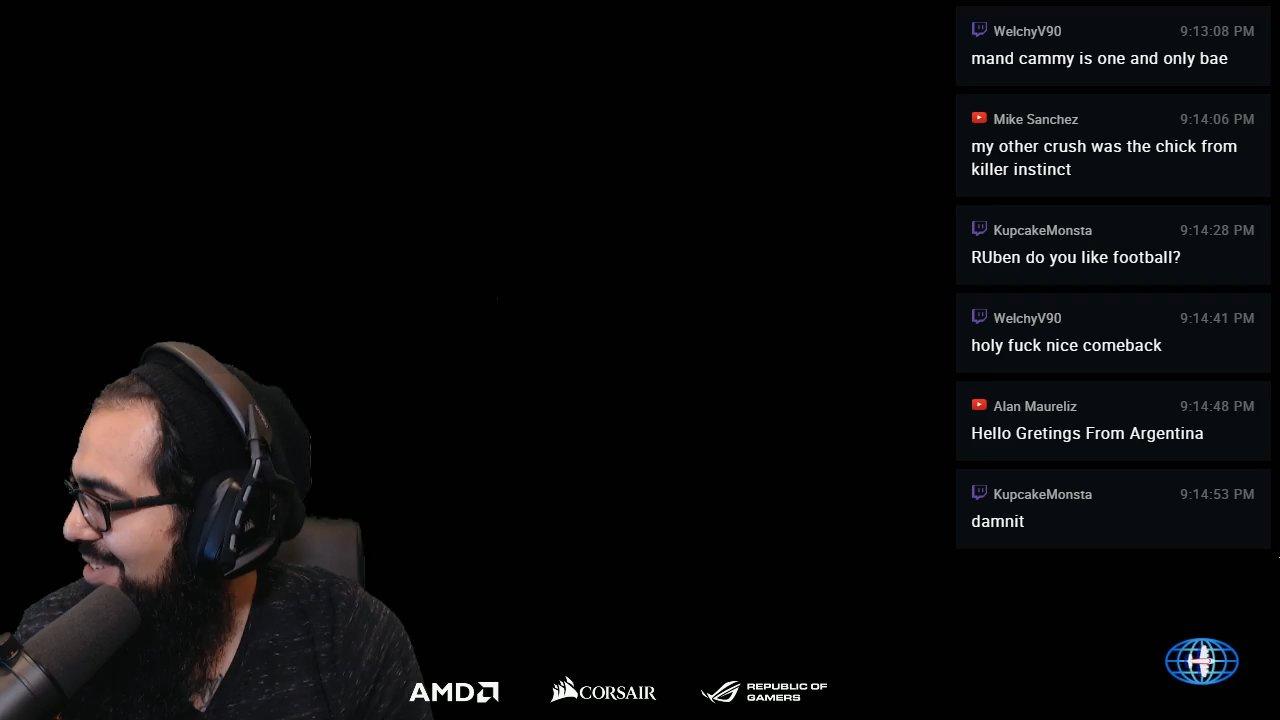 WelchyV90 9:13:08 PM
mand cammy is one and only bae
Mike Sanchez 9:14:06 PM
my other crush was the chick from
killer instinct
KupcakeMonsta 9:14:28 PM
RUben do you like football?
WelchyV90 9:14:41 PM
holy fuck nice comeback
Alan Maureliz 9:14:48 PM
Hello Gretings From Argentina
KupcakeMonsta 9:14:53 PM
damnit
AMD CORSAIR REPUBLIC OF
GAMERS